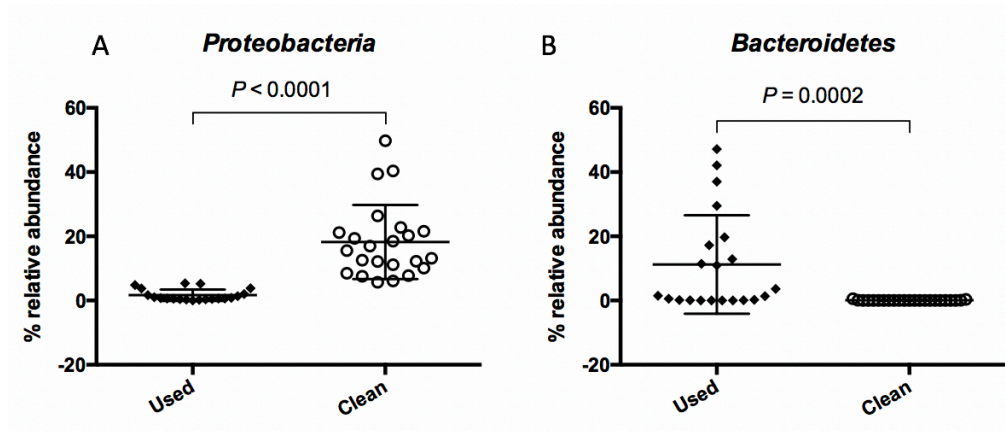 A
Proteobacteria
P < 0.0001
% relative abundance
60
40
20
0
-20
Used
Clean
B
Bacteroidetes
P = 0.0002
% relative abundance
60
40
20
0
-20
Used
Clean